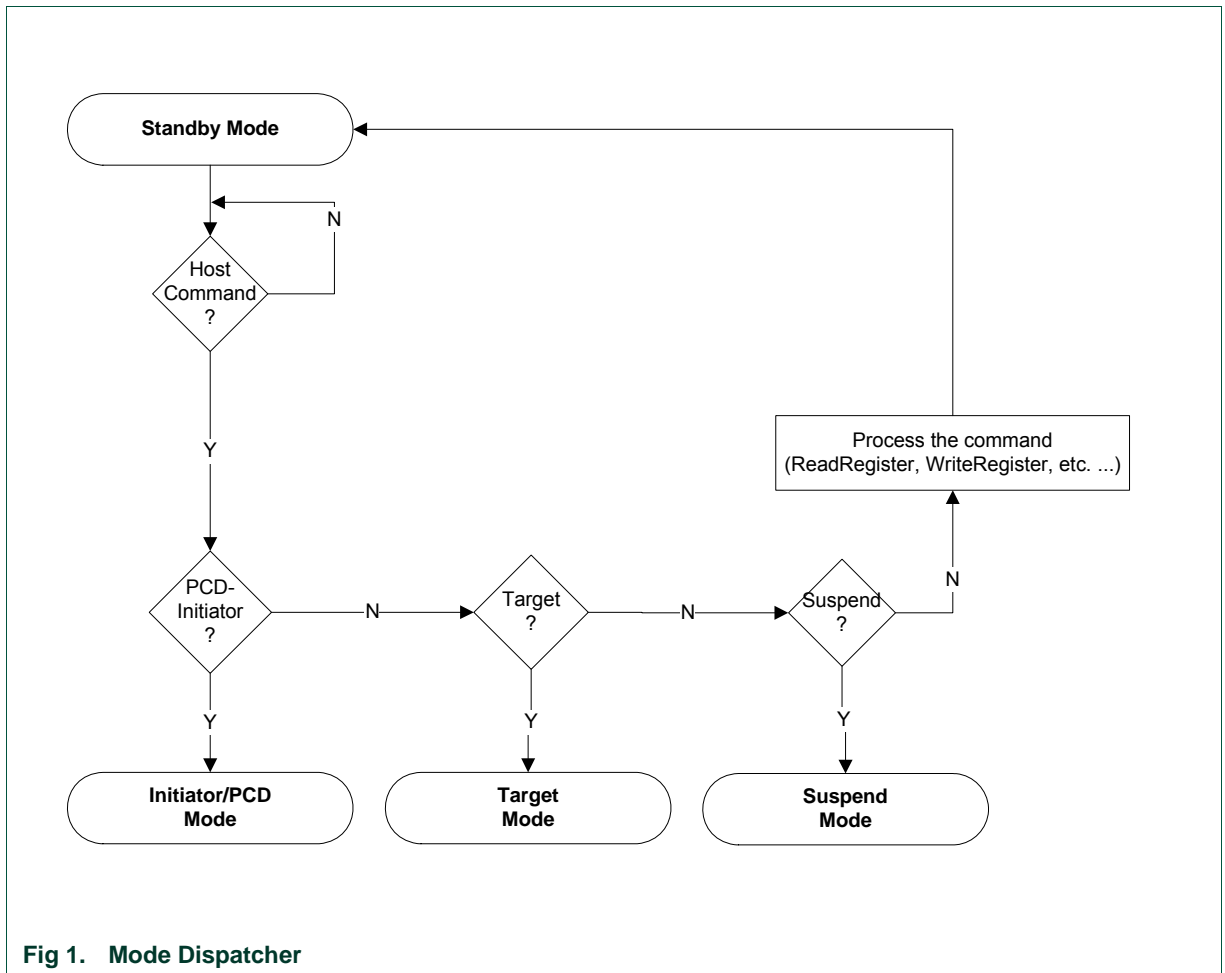 Standby Mode
N
Host
Command
?
Y
Process the command
(ReadRegister, WriteRegister, etc. ...)
PCD-
Initiator
?
N
Target
?
N
Suspend
?
N
Y
Y
Y
Initiator/PCD
Mode
Target
Mode
Suspend
Mode
Fig 1. Mode Dispatcher